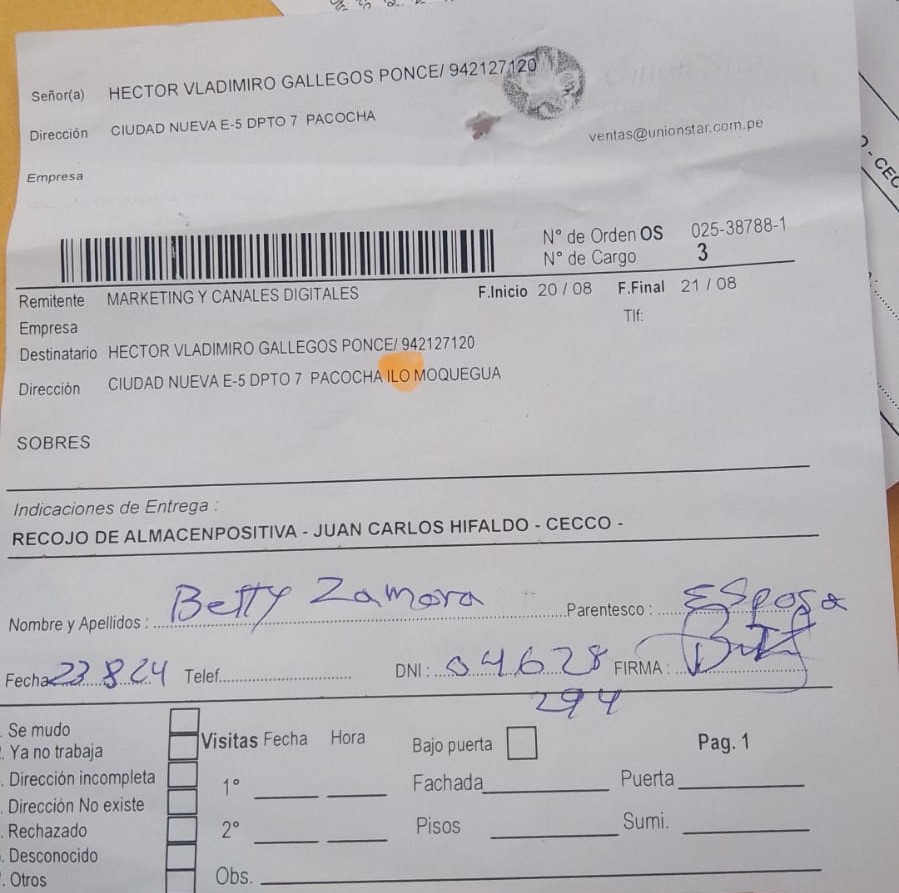 Señor(a) HECTOR VLADIMIRO GALLEGOS PONCE/ 942127120
Dirección CIUDAD NUEVA E-5 DPTO 7 PACOCHA
ventas@unionstar.com.pe
Empresa
N° de Orden OS 025-38788-1
N° de Cargo 3
Remitente MARKETING Y CANALES DIGITALES F.Inicio 20 / 08 F.Final 21 / 08
Empresa Tlf:
Destinatario HECTOR VLADIMIRO GALLEGOS PONCE/ 942127120
Dirección CIUDAD NUEVA E-5 DPTO 7 PACOCHA ILO MOQUEGUA
SOBRES
Indicaciones de Entrega :
RECOJO DE ALMACENPOSITIVA - JUAN CARLOS HIFALDO - CECCO -
Nombre y Apellidos : Betty Zamora Parentesco : Esposa
Fecha 23.8.24 Telef. DNI : 04628 FIRMA :
294
Se mudo
Ya no trabaja
Visitas Fecha Hora Bajo puerta Pag. 1
Dirección incompleta 1° Fachada Puerta
Dirección No existe
Rechazado 2° Pisos Sumi.
Desconocido
Otros Obs.
- CEC